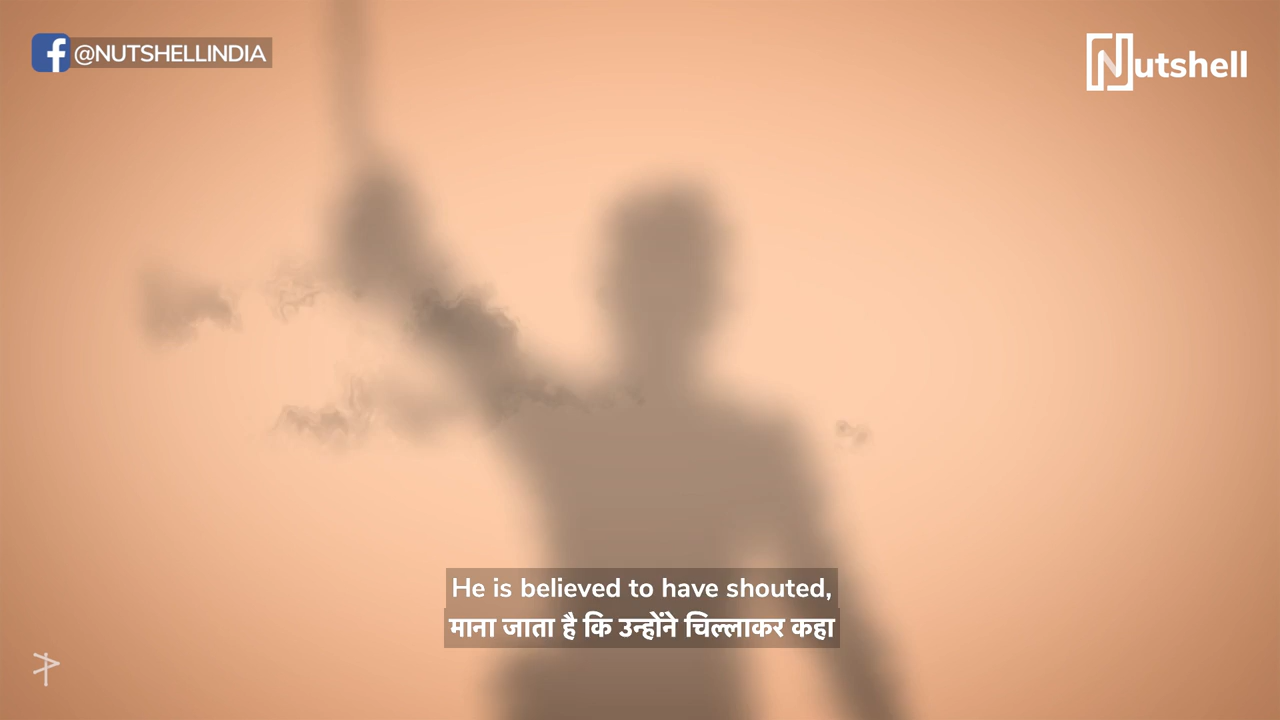 @NUTSHELLINDIA
Nutshell
He is believed to have shouted,
माना जाता है कि उन्होंने चिल्लाकर कहा